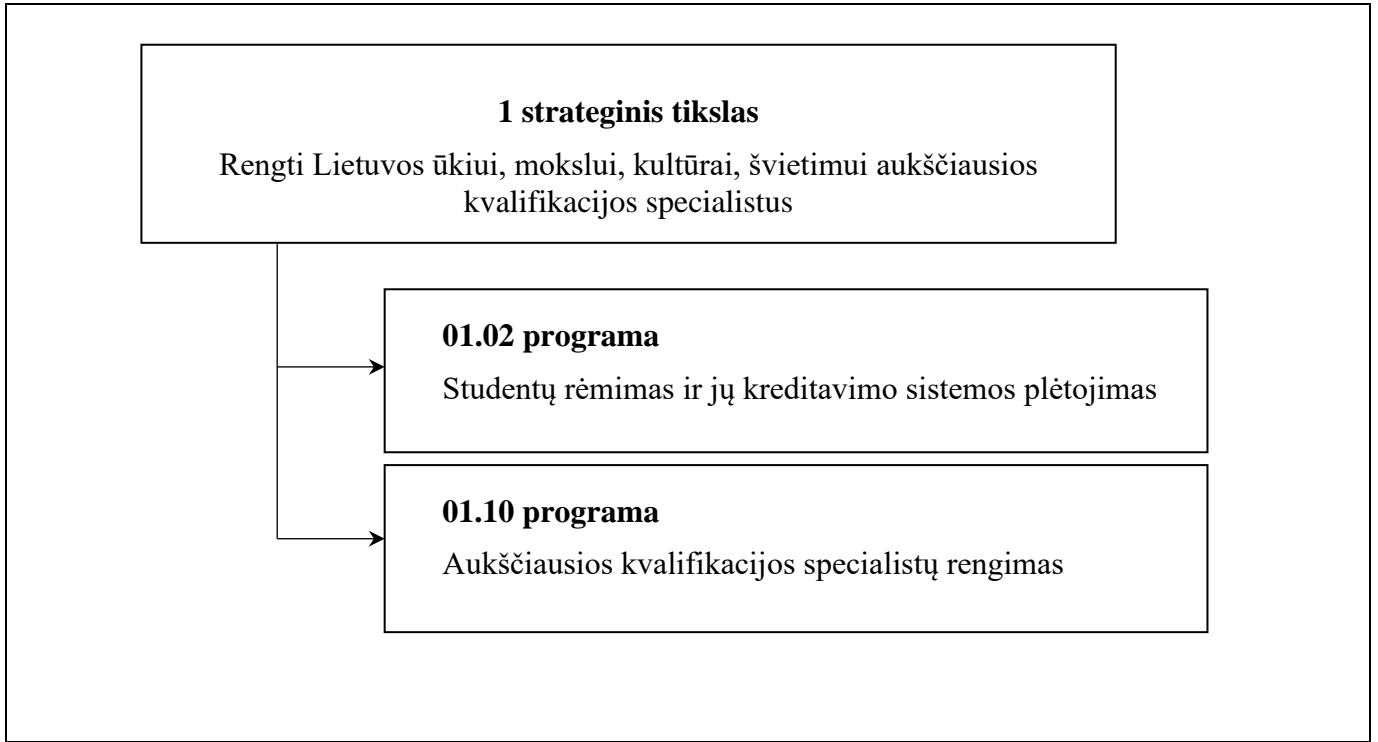 1 strateginis tikslas
Rengti Lietuvos ūkiui, mokslui, kultūrai, švietimui aukščiausios
kvalifikacijos specialistus
01.02 programa
Studentų rėmimas ir jų kreditavimo sistemos plėtojimas
01.10 programa
Aukščiausios kvalifikacijos specialistų rengimas